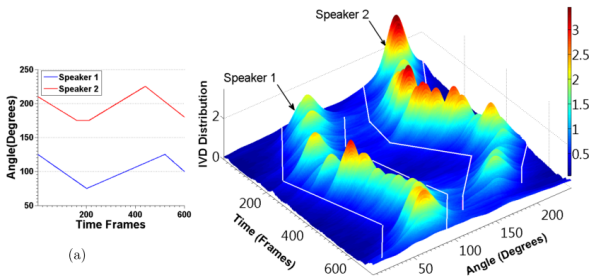 Speaker 2
Speaker 1
IVD Distribution
2
0
200
400
600
Time (Frames)
50
100
150
200
Angle (Degrees)
3
2.5
2
1.5
1
0.5
250
200
150
100
50
Angle(Degrees)
Speaker 1
Speaker 2
0
200
400
600
Time Frames
(a)